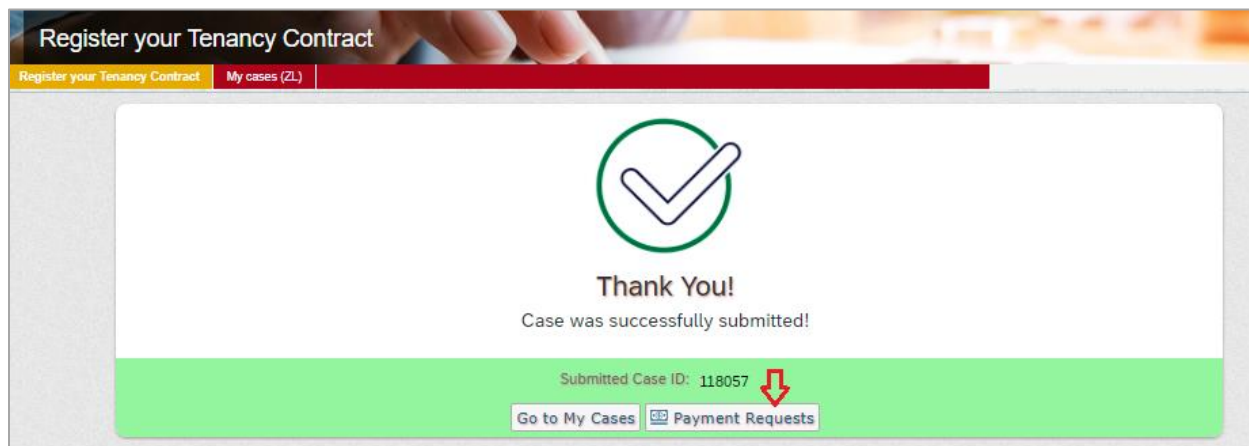 Register your Tenancy Contract
Register your Tenancy Contract My cases (ZL)
Thank You!
Case was successfully submitted!
Submitted Case ID: 118057
Go to My Cases Payment Requests